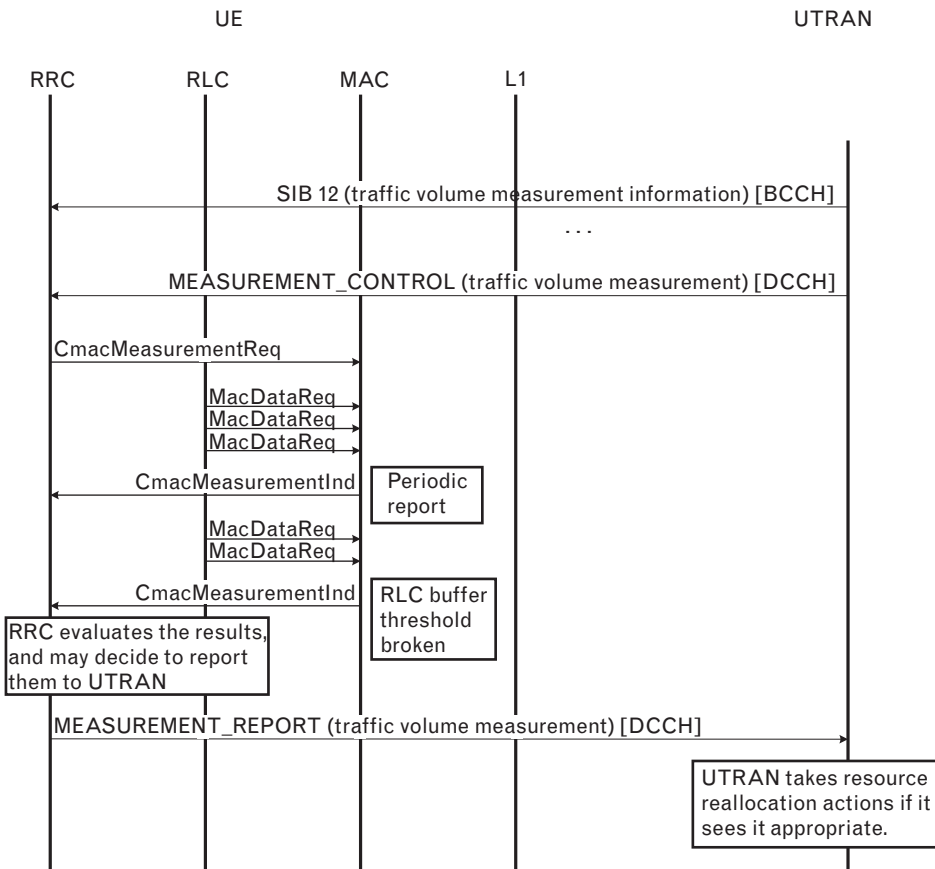 UE UTRAN
RRC RLC MAC L1
SIB 12 (traffic volume measurement information) [BCCH]
. . .
MEASUREMENT_CONTROL (traffic volume measurement) [DCCH]
CmacMeasurementReq
MacDataReq
MacDataReq
MacDataReq
CmacMeasurementInd
Periodic
report
MacDataReq
MacDataReq
CmacMeasurementInd
RLC buffer
threshold
broken
RRC evaluates the results,
and may decide to report
them to UTRAN
MEASUREMENT_REPORT (traffic volume measurement) [DCCH]
UTRAN takes resource
reallocation actions if it
sees it appropriate.